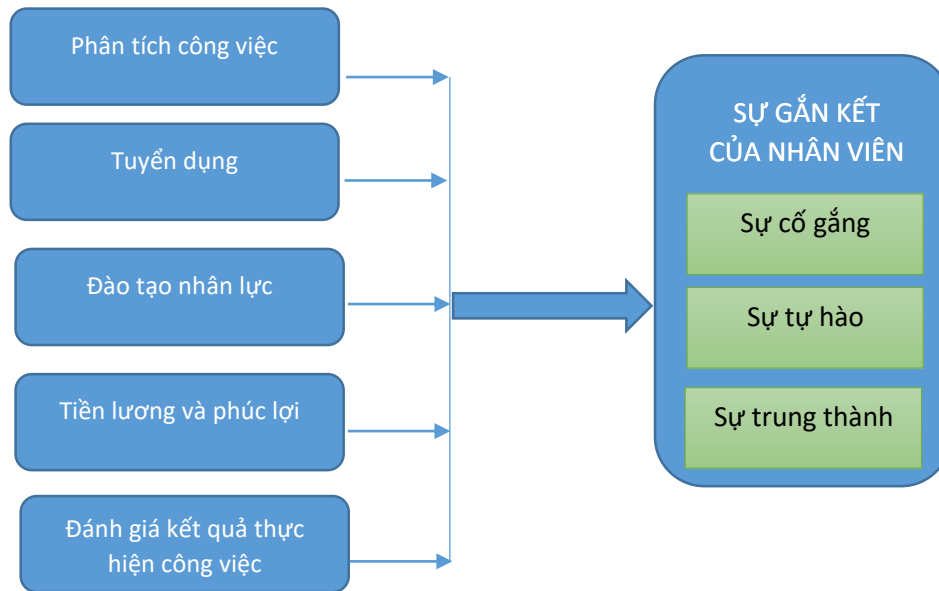 Phân tích công việc
Tuyển dụng
Đào tạo nhân lực
Tiền lương và phúc lợi
Đánh giá kết quả thực
hiện công việc
SỰ GẮN KẾT
CỦA NHÂN VIÊN
Sự cố gắng
Sự tự hào
Sự trung thành